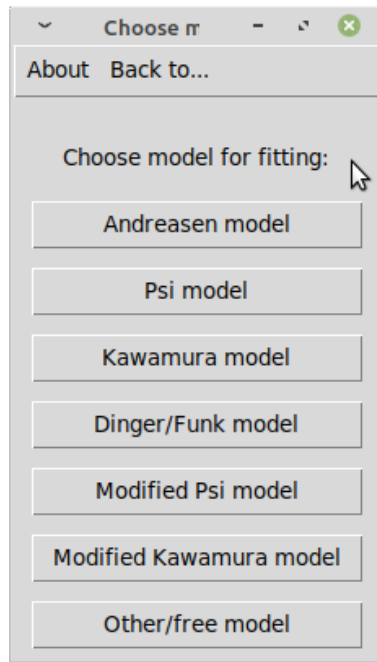 Choose m
About Back to...
Choose model for fitting:
Andreasen model
Psi model
Kawamura model
Dinger/Funk model
Modified Psi model
Modified Kawamura model
Other/free model